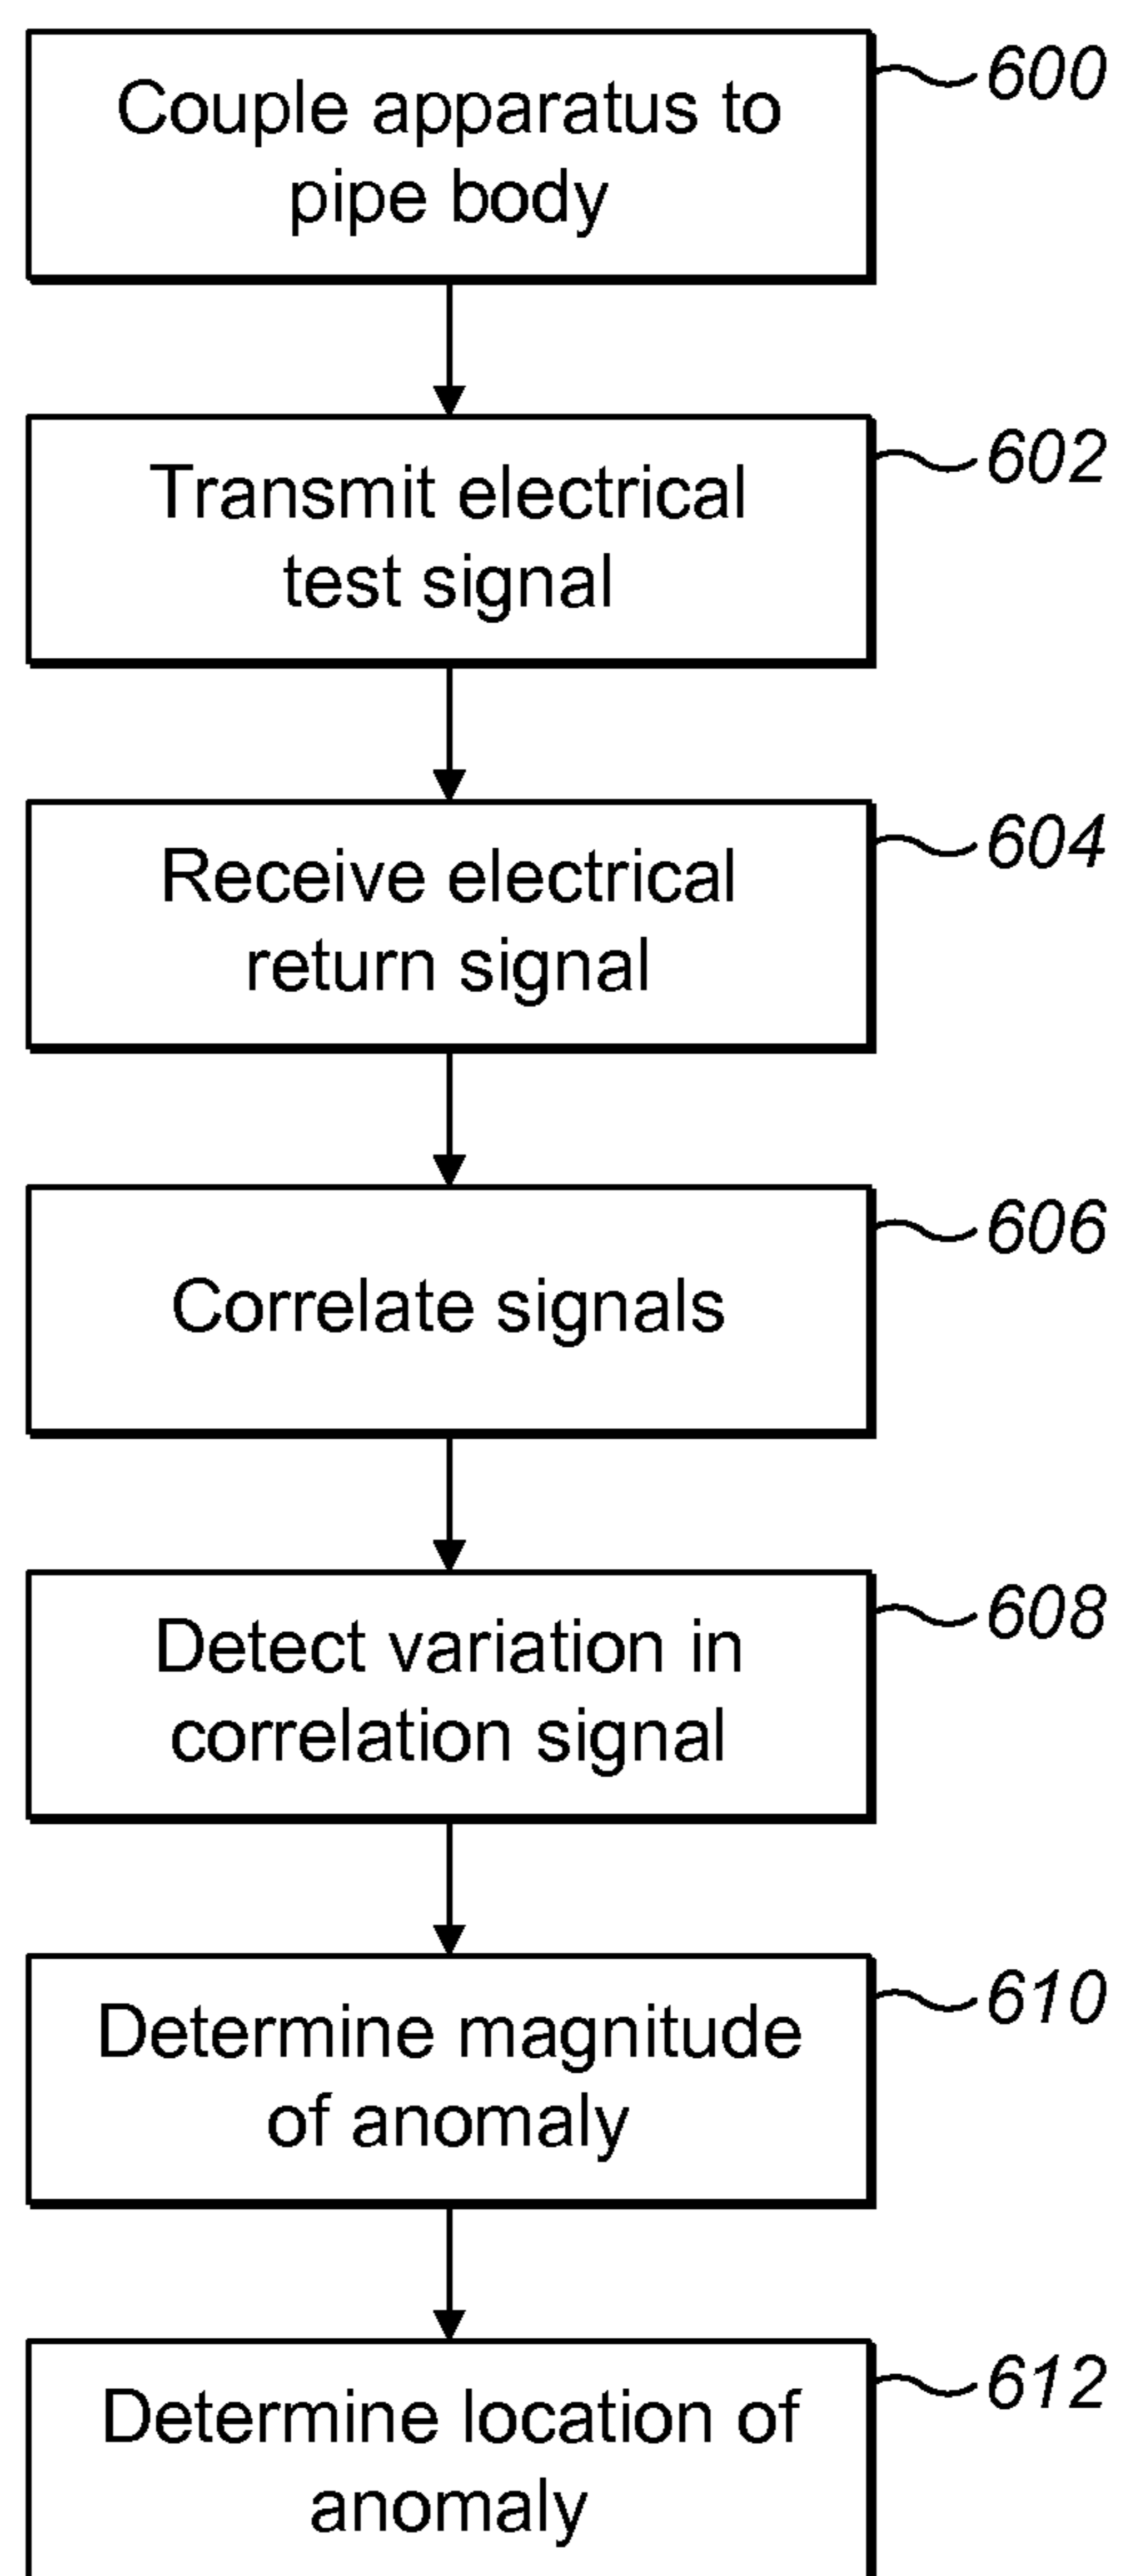 Couple apparatus to
pipe body
600
Transmit electrical
test signal
602
Receive electrical
return signal
604
Correlate signals
606
Detect variation in
correlation signal
608
Determine magnitude
of anomaly
610
Determine location of
anomaly
612